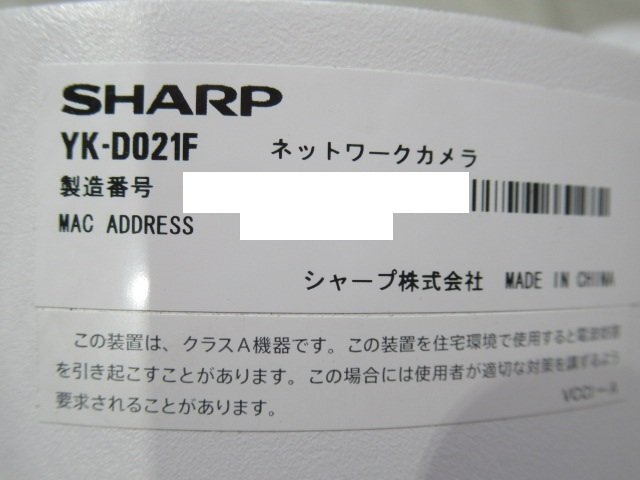 SHARP
YK-D021F ネットワークカメラ
製造番号
MAC ADDRESS
シャープ株式会社 MADE IN CHINA
この装置は、クラスA機器です。この装置を住宅環境で使用すると電波妨害
を引き起こすことがあります。この場合には使用者が適切な対策を講ずるよう
要求されることがあります。
VCCI-A